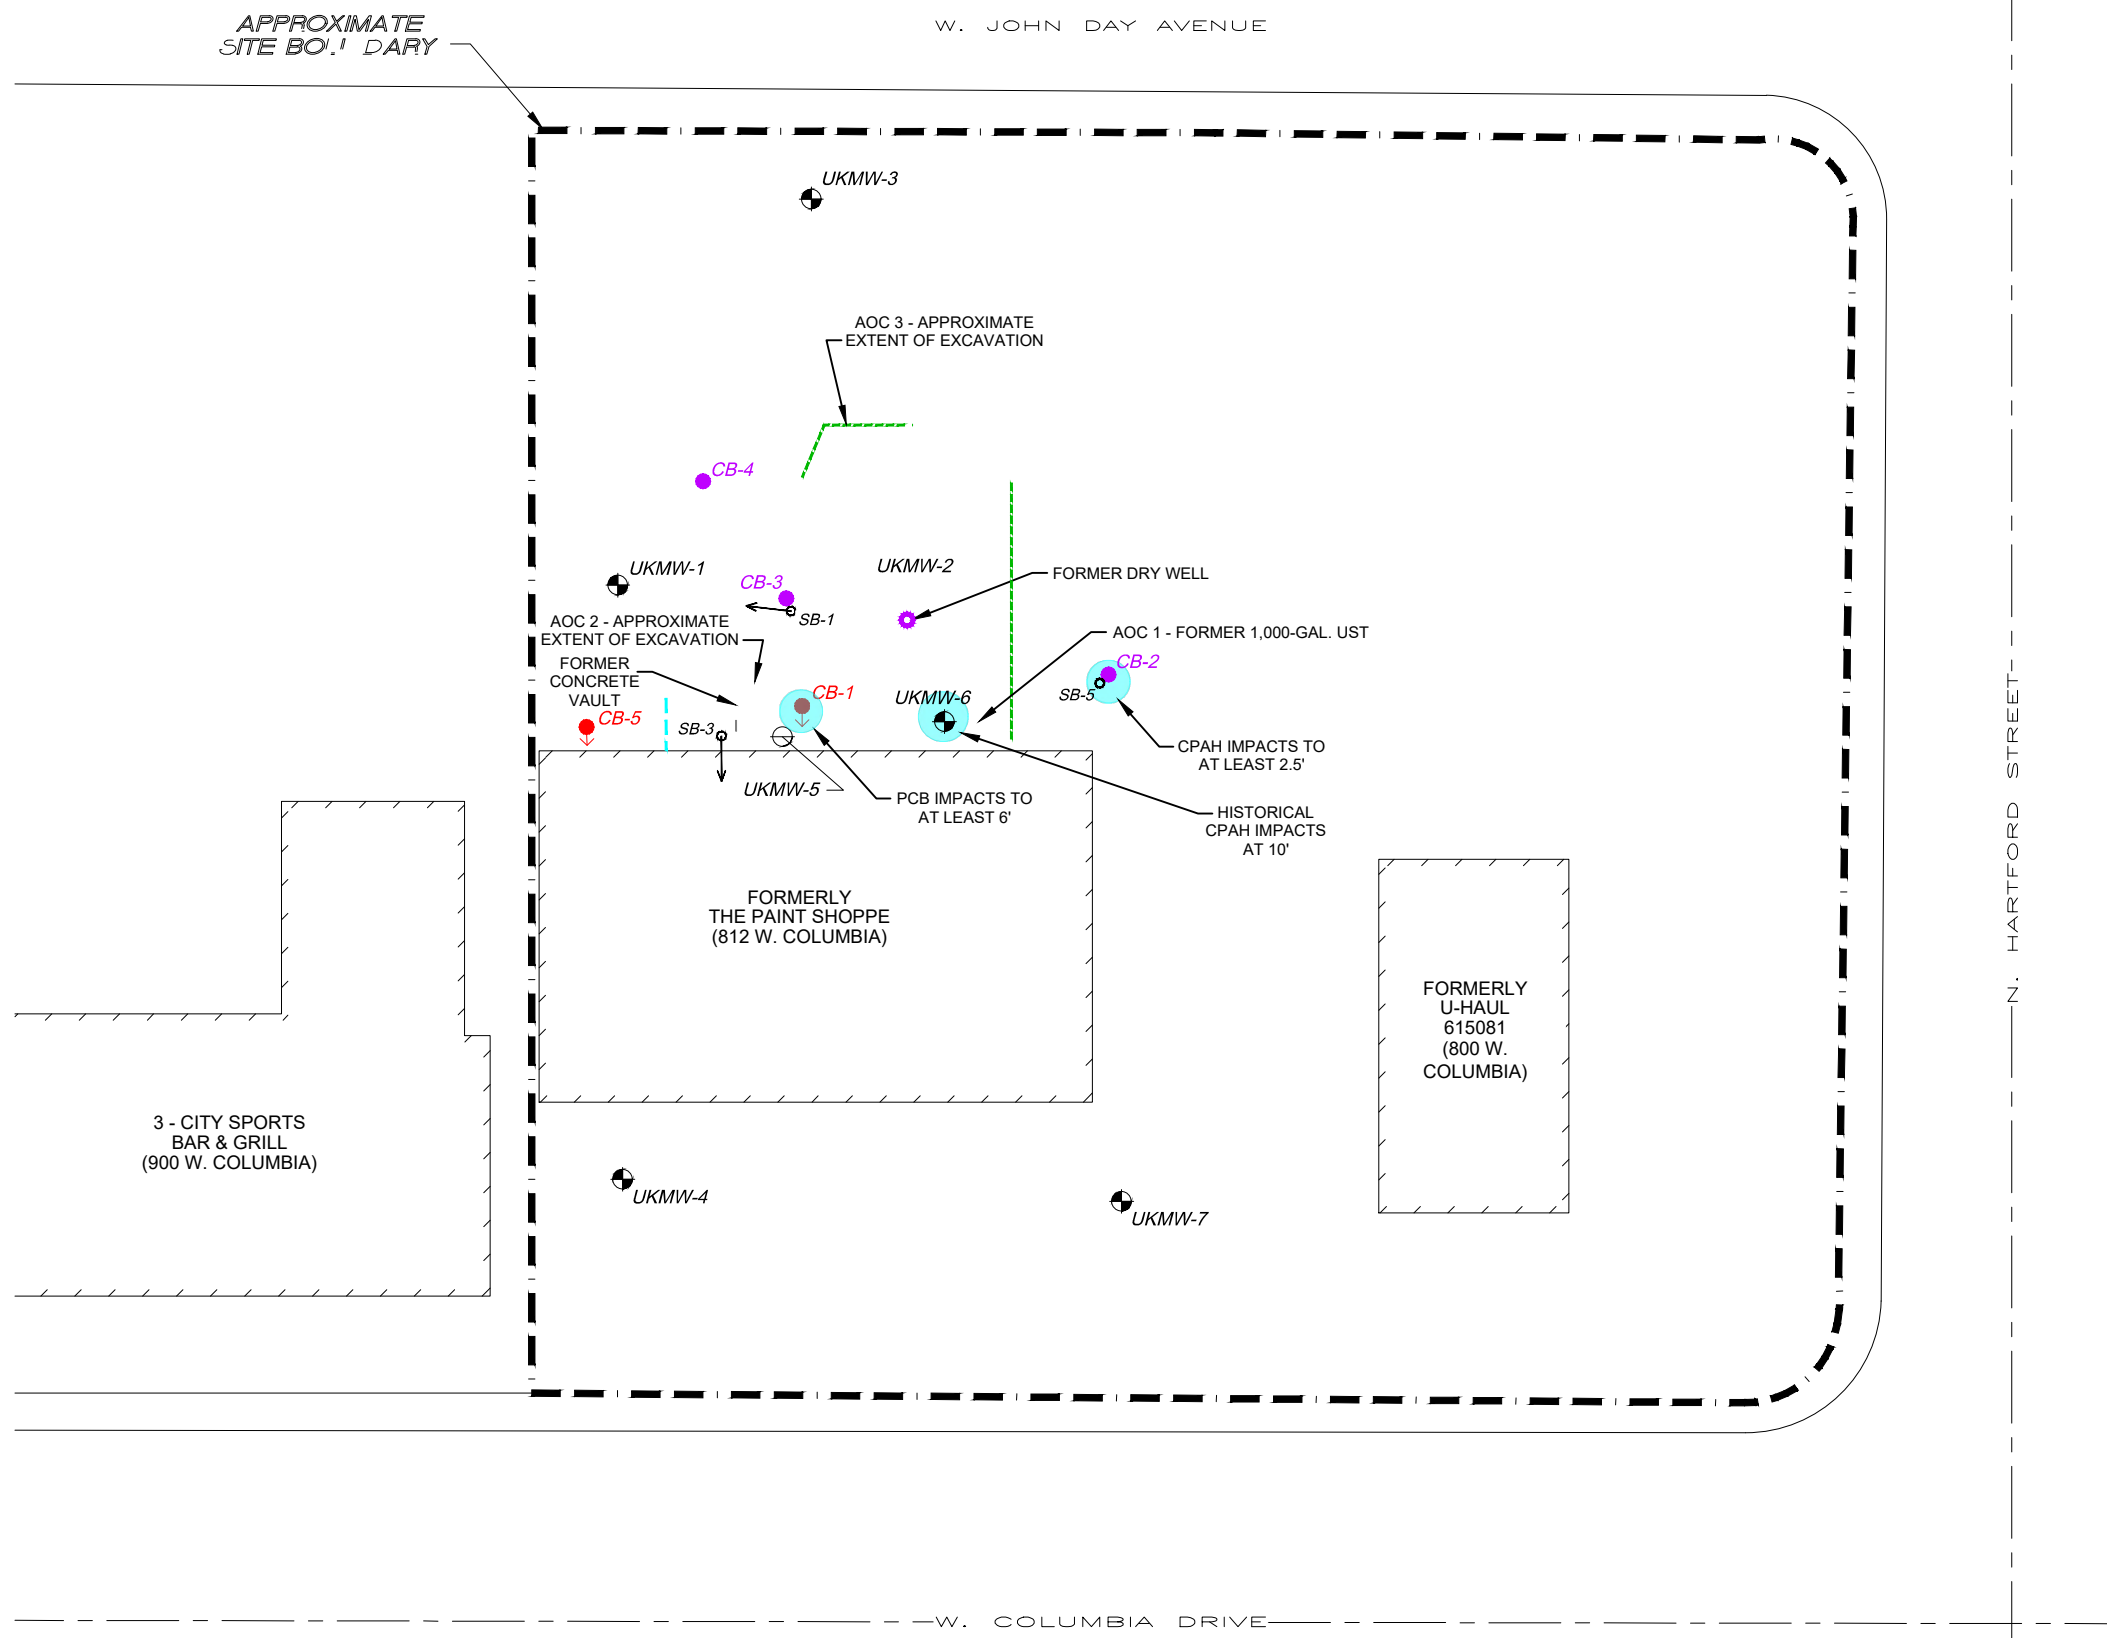 APPROXIMATE
SITE
W. JOHN DAY AVENUE
UKMW-3
AOC 3 - APPROXIMATE
EXTENT OF EXCAVATION
CB-4
UKMW-1
CB-3
UKMW-2
FORMER DRY WELL
SB-1
AOC 2 - APPROXIMATE
EXTENT OF EXCAVATION
AOC 1 - FORMER 1,000-GAL. UST
FORMER
CONCRETE
VAULT
CB-2
SB-5
CB-1
UKMW-6
CB-5
SB-3
CPAH IMPACTS TO
AT LEAST 2.5'
UKMW-5
PCB IMPACTS TO
AT LEAST 6'
HISTORICAL
CPAH IMPACTS
AT 10'
FORMERLY
THE PAINT SHOPPE
(812 W. COLUMBIA)
FORMERLY
U-HAUL
615081
(800 W.
COLUMBIA)
N. HARTFORD STREET
3 - CITY SPORTS
BAR & GRILL
(900 W. COLUMBIA)
UKMW-4
UKMW-7
W. COLUMBIA DRIVE